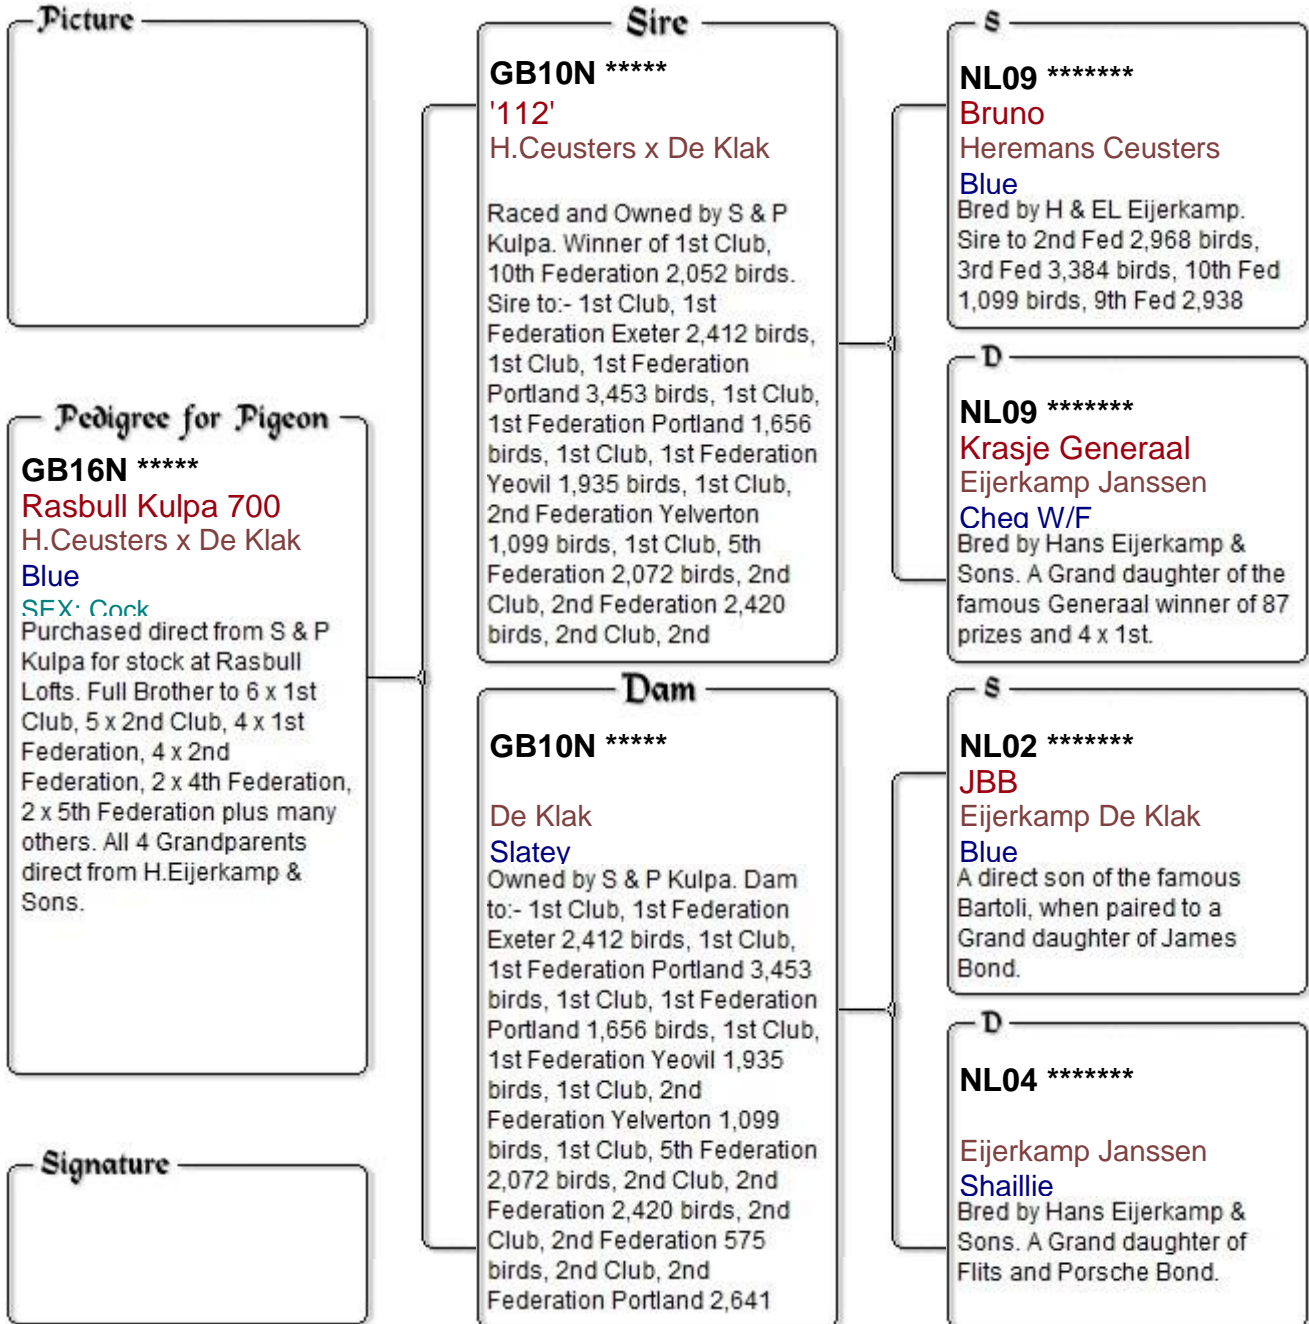 Picture
Pedigree for Pigeon
GB16N *****
Rasbull Kulpa 700
H.Ceusters x De Klak
Blue
SEX: Cock
Purchased direct from S & P
Kulpa for stock at Rasbull
Lofts. Full Brother to 6 x 1st
Club, 5 x 2nd Club, 4 x 1st
Federation, 4 x 2nd
Federation, 2 x 4th Federation,
2 x 5th Federation plus many
others. All 4 Grandparents
direct from H.Eijerkamp &
Sons.
Signature
Sire
GB10N *****
'112'
H.Ceusters x De Klak
Raced and Owned by S & P
Kulpa. Winner of 1st Club,
10th Federation 2,052 birds.
Sire to:- 1st Club, 1st
Federation Exeter 2,412 birds,
1st Club, 1st Federation
Portland 3,453 birds, 1st Club,
1st Federation Portland 1,656
birds, 1st Club, 1st Federation
Yeovil 1,935 birds, 1st Club,
2nd Federation Yelverton
1,099 birds, 1st Club, 5th
Federation 2,072 birds, 2nd
Club, 2nd Federation 2,420
birds, 2nd Club, 2nd
Dam
GB10N *****
De Klak
Slatey
Owned by S & P Kulpa. Dam
to:- 1st Club, 1st Federation
Exeter 2,412 birds, 1st Club,
1st Federation Portland 3,453
birds, 1st Club, 1st Federation
Portland 1,656 birds, 1st Club,
1st Federation Yeovil 1,935
birds, 1st Club, 2nd
Federation Yelverton 1,099
birds, 1st Club, 5th Federation
2,072 birds, 2nd Club, 2nd
Federation 2,420 birds, 2nd
Club, 2nd Federation 575
birds, 2nd Club, 2nd
Federation Portland 2,641
S
NL09 *******
Bruno
Heremans Ceusters
Blue
Bred by H & EL Eijerkamp.
Sire to 2nd Fed 2,968 birds,
3rd Fed 3,384 birds, 10th Fed
1,099 birds, 9th Fed 2,938
D
NL09 *******
Krasje Generaal
Eijerkamp Janssen
Cheq W/F
Bred by Hans Eijerkamp &
Sons. A Grand daughter of the
famous Generaal winner of 87
prizes and 4 x 1st.
S
NL02 *******
JBB
Eijerkamp De Klak
Blue
A direct son of the famous
Bartoli, when paired to a
Grand daughter of James
Bond.
D
NL04 *******
Eijerkamp Janssen
Shaillie
Bred by Hans Eijerkamp &
Sons. A Grand daughter of
Flits and Porsche Bond.